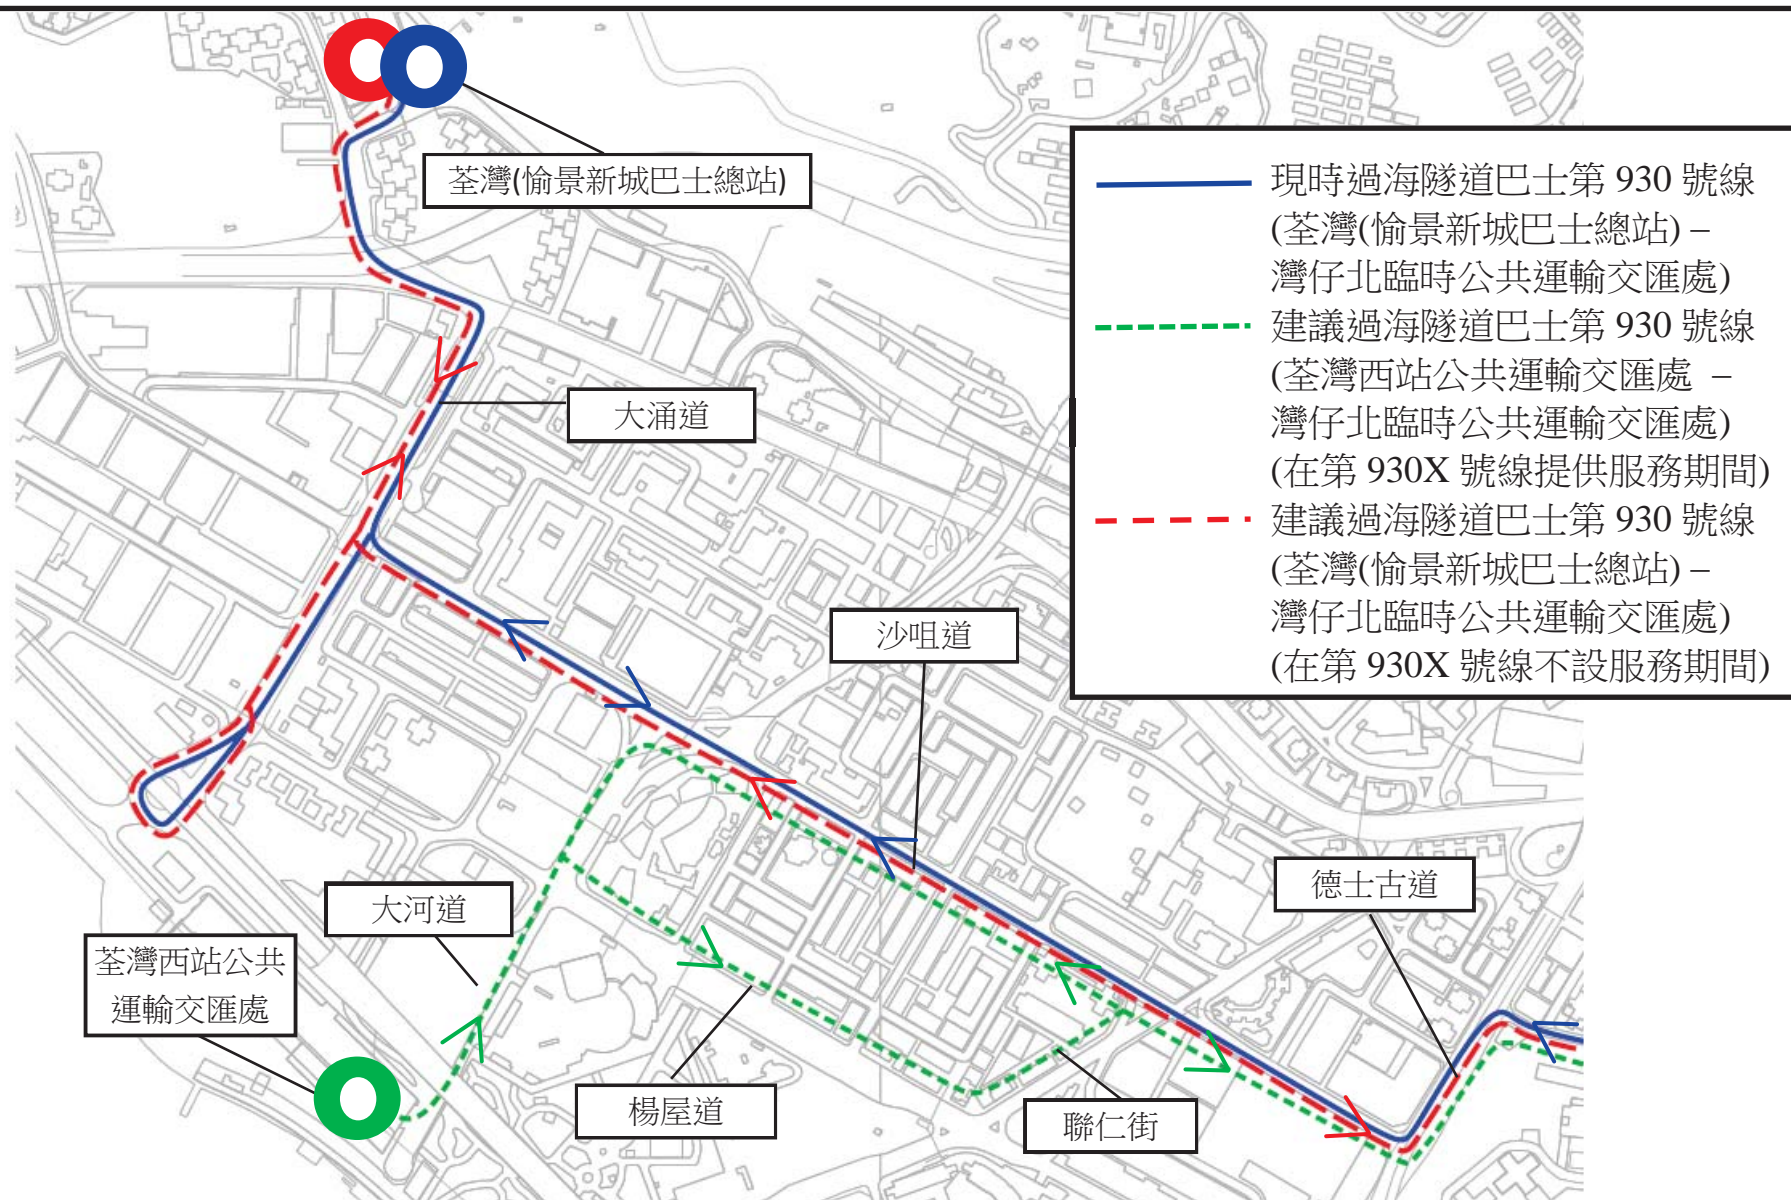 荃灣(愉景新城巴士總站)
現時過海隧道巴士第 930 號線
(荃灣(愉景新城巴士總站) –
灣仔北臨時公共運輸交匯處)
建議過海隧道巴士第 930 號線
(荃灣西站公共運輸交匯處 –
灣仔北臨時公共運輸交匯處)
(在第 930X 號線提供服務期間)
建議過海隧道巴士第 930 號線
(荃灣(愉景新城巴士總站) –
灣仔北臨時公共運輸交匯處)
(在第 930X 號線不設服務期間)
大涌道
沙咀道
德士古道
大河道
荃灣西站公共
運輸交匯處
楊屋道
聯仁街